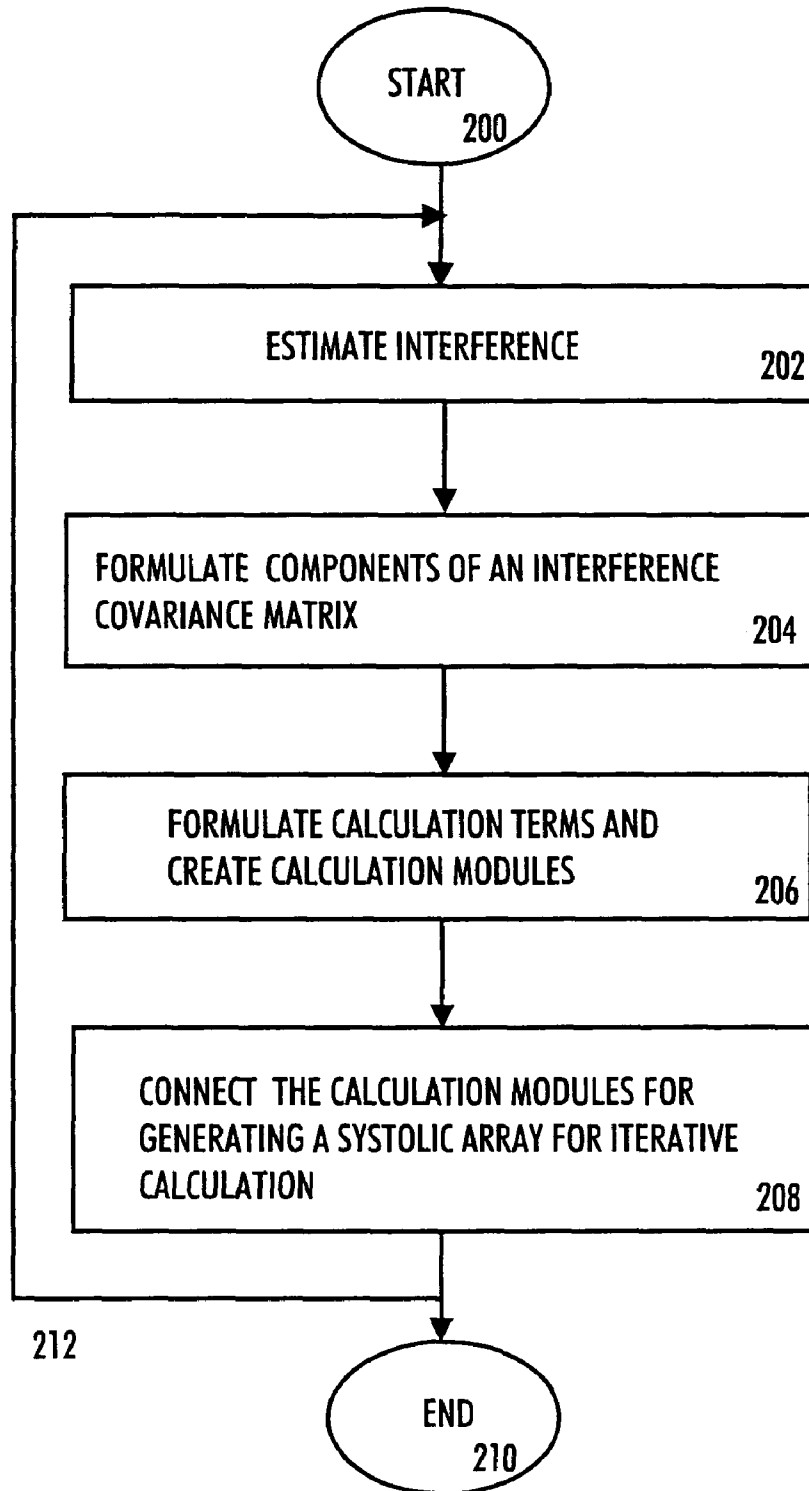 START
200
ESTIMATE INTERFERENCE
202
FORMULATE COMPONENTS OF AN INTERFERENCE
COVARIANCE MATRIX
204
FORMULATE CALCULATION TERMS AND
CREATE CALCULATION MODULES
206
CONNECT THE CALCULATION MODULES FOR
GENERATING A SYSTOLIC ARRAY FOR ITERATIVE
CALCULATION
208
212
END
210